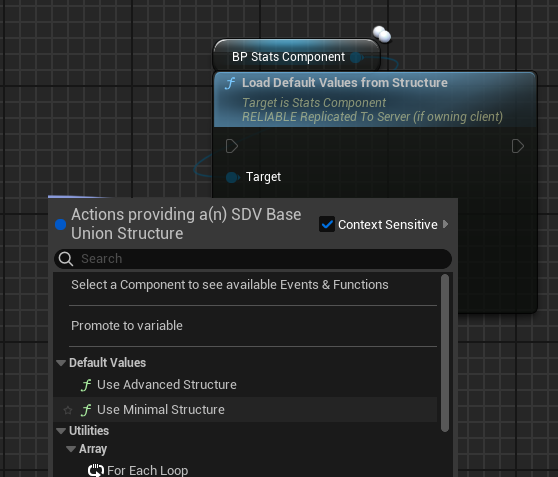 BP Stats Component
f Load Default Values from Structure
Target is Stats Component
RELIABLE Replicated To Server (if owning client)
Target
Actions providing a(n) SDV Base
Union Structure
Context Sensitive
Search
Select a Component to see available Events & Functions
Promote to variable
Default Values
f Use Advanced Structure
f Use Minimal Structure
Utilities
Array
For Each Loop